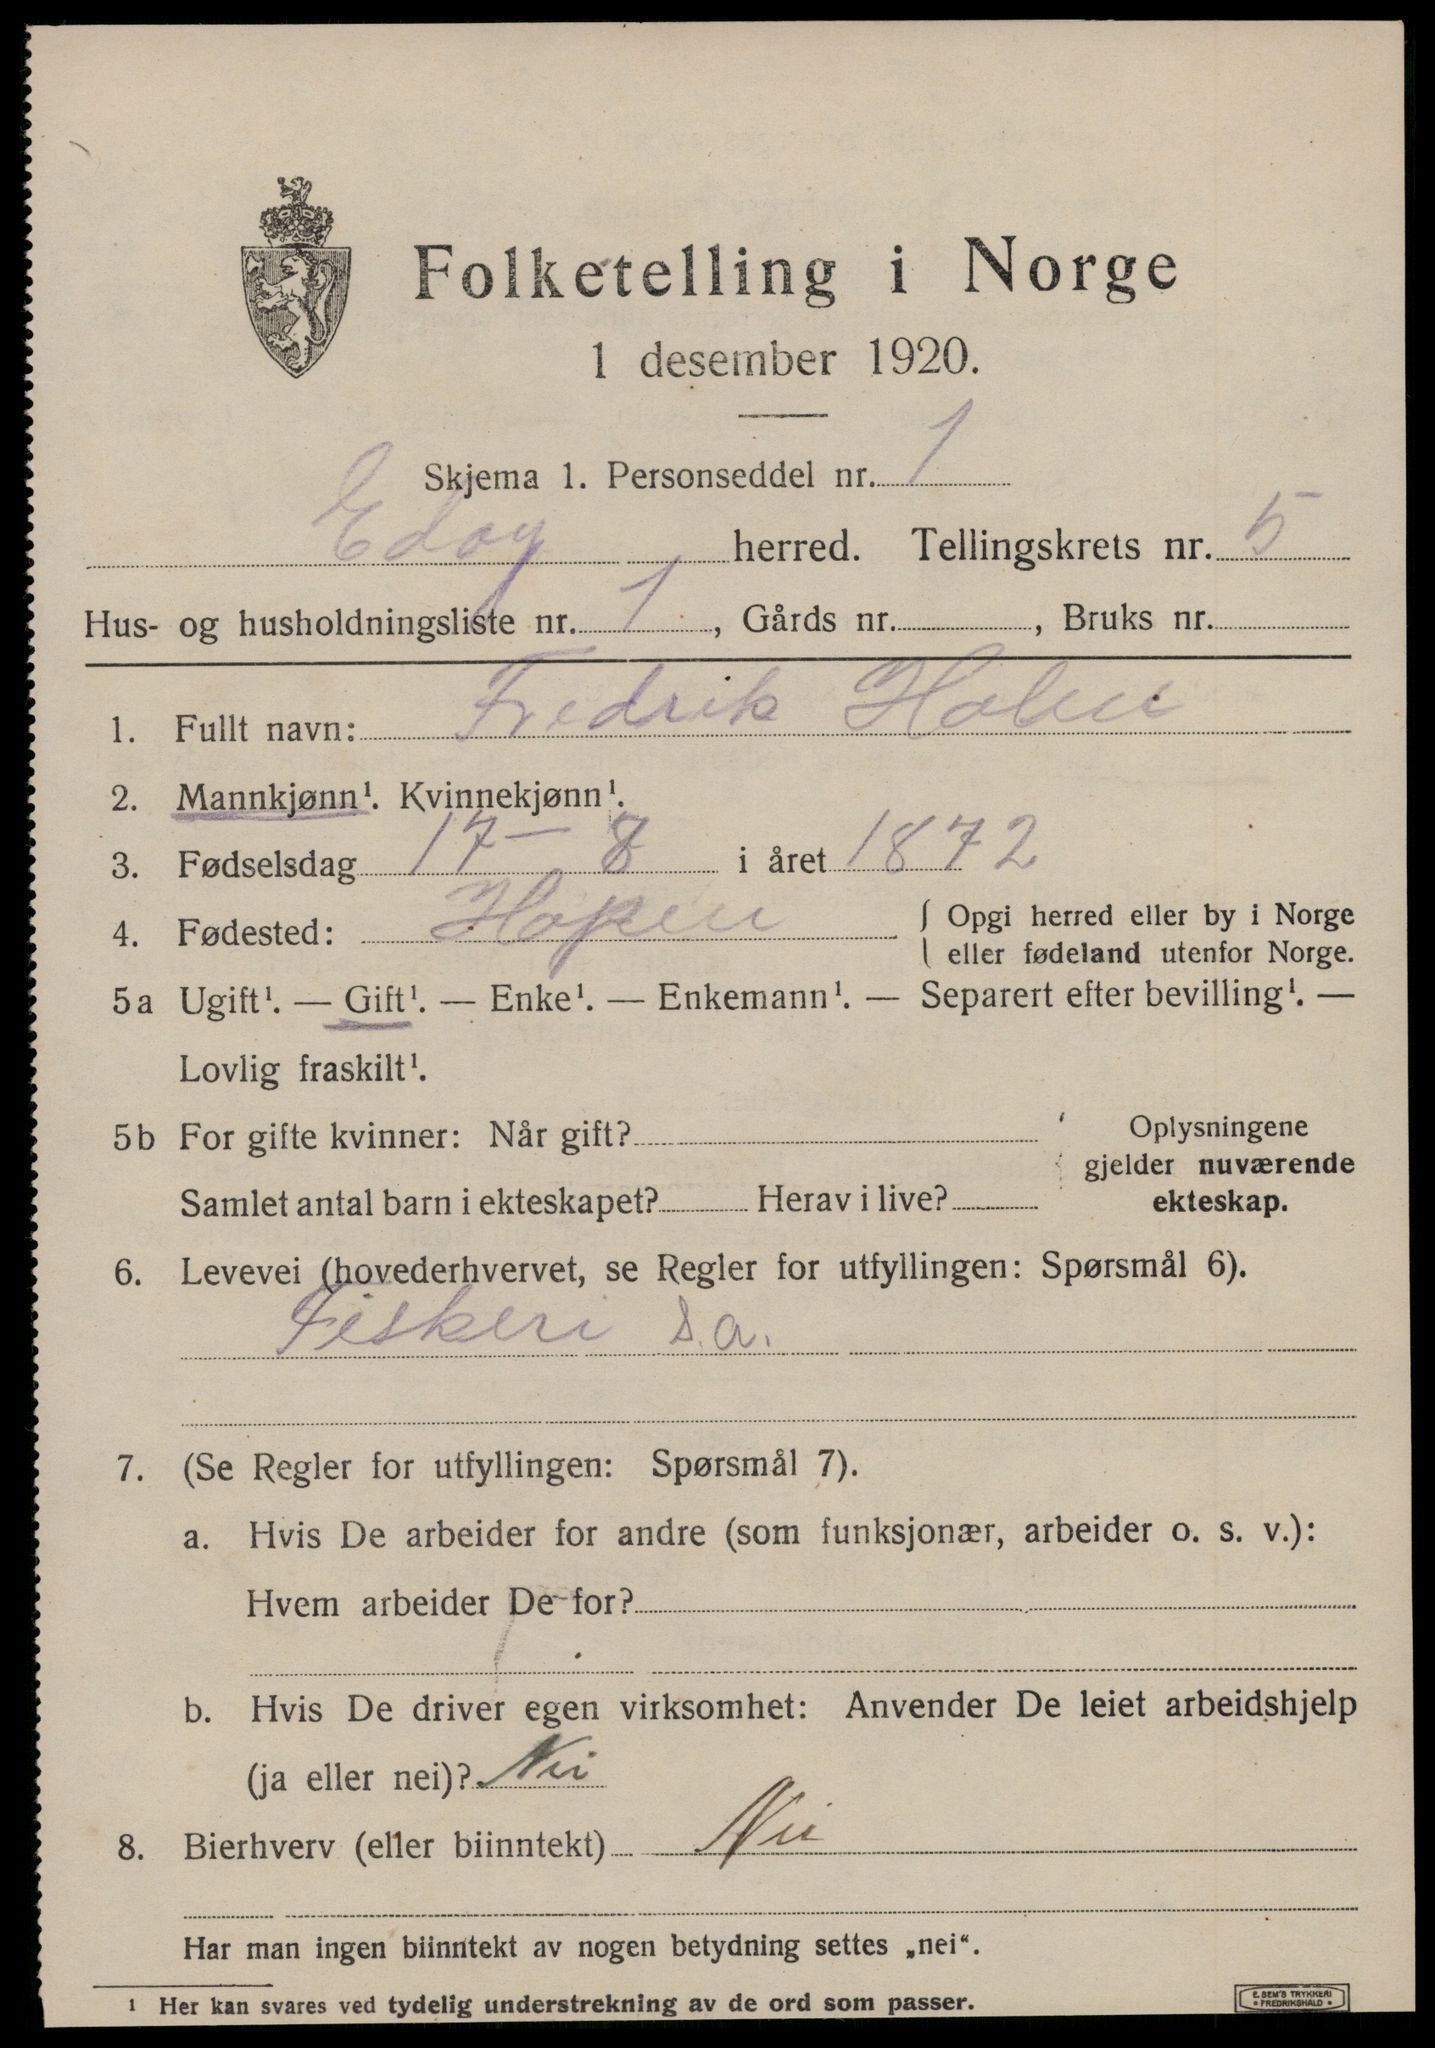 Folketelling i Norge
1 desember 1920.
Skjema 1. Personseddel nr. 1
Edøy herred. Tellingskrets nr. 5
Hus- og husholdningsliste nr. 1, Gårds nr. , Bruks nr.
1. Fullt navn: Fredrik Holen
2. Mannkjønn¹. Kvinnekjønn¹.
3. Fødselsdag 17 – 8 i året 1872
4. Fødested: Hopen { Opgi herred eller by i Norge
eller fødeland utenfor Norge.
5a Ugift¹. — Gift¹. — Enke¹. — Enkemann¹. — Separert efter bevilling¹. —
Lovlig fraskilt¹.
5b For gifte kvinner: Når gift? Oplysningene
gjelder nuværende
Samlet antal barn i ekteskapet? Herav i live? ekteskap.
6. Levevei (hovederhvervet, se Regler for utfyllingen: Spørsmål 6).
Fiskeri s.a.
7. (Se Regler for utfyllingen: Spørsmål 7).
a. Hvis De arbeider for andre (som funksjonær, arbeider o. s. v.):
Hvem arbeider De for?
b. Hvis De driver egen virksomhet: Anvender De leiet arbeidshjelp
(ja eller nei)? Nei
8. Bierhverv (eller biinntekt) Nei
Har man ingen biinntekt av nogen betydning settes „nei“.
¹ Her kan svares ved tydelig understrekning av de ord som passer.
E. SEM'S TRYKKERI
FREDRIKSHALD